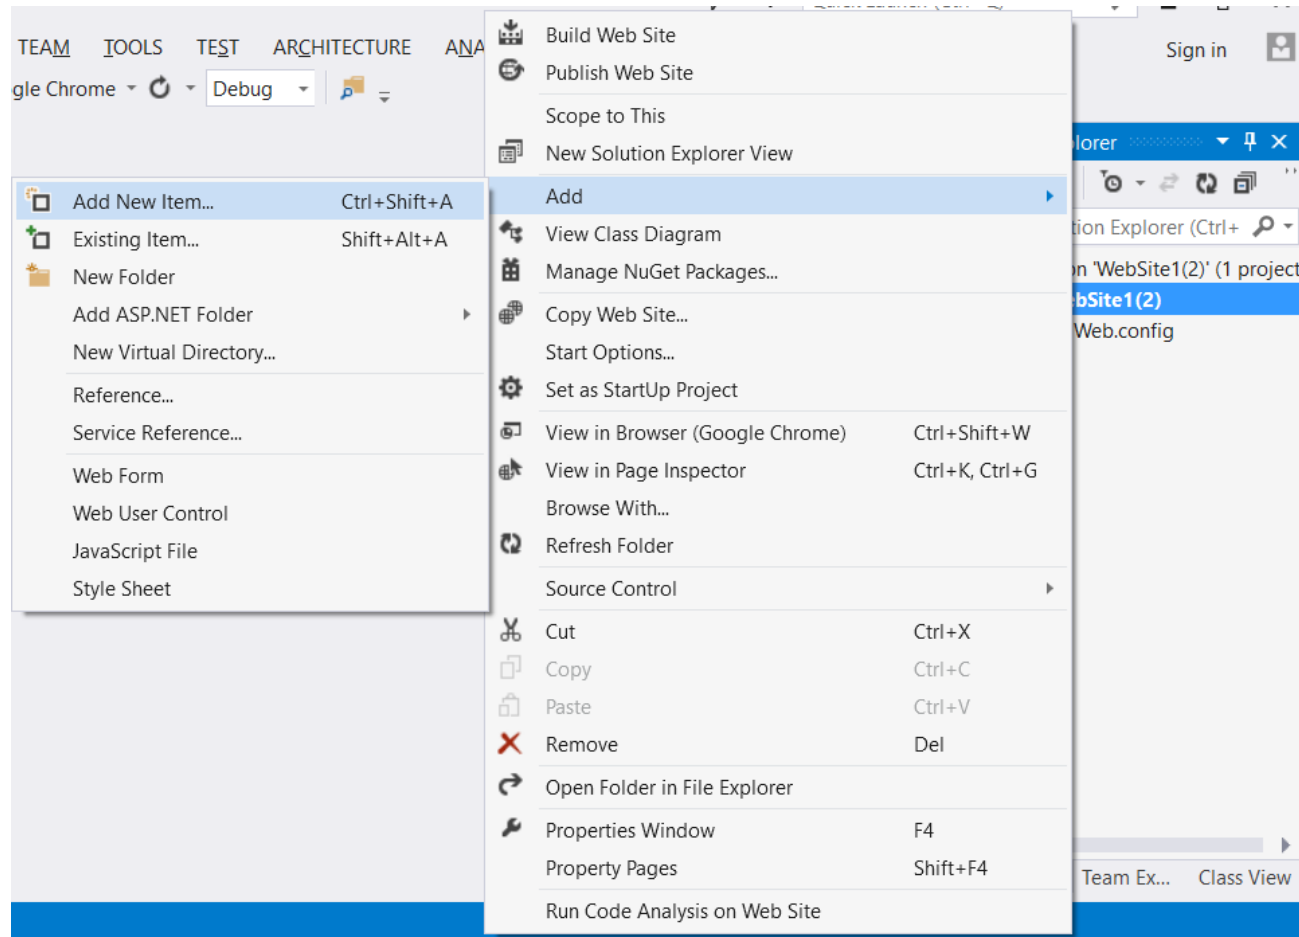 TEAM TOOLS TEST ARCHITECTURE ANA
Sign in
gle Chrome Debug
Add New Item... Ctrl+Shift+A
Existing Item... Shift+Alt+A
New Folder
Add ASP.NET Folder
New Virtual Directory...
Reference...
Service Reference...
Web Form
Web User Control
JavaScript File
Style Sheet
Build Web Site
Publish Web Site
Scope to This
New Solution Explorer View
Add
View Class Diagram
Manage NuGet Packages...
Copy Web Site...
Start Options...
Set as StartUp Project
View in Browser (Google Chrome) Ctrl+Shift+W
View in Page Inspector Ctrl+K, Ctrl+G
Browse With...
Refresh Folder
Source Control
Cut Ctrl+X
Copy Ctrl+C
Paste Ctrl+V
Remove Del
Open Folder in File Explorer
Properties Window F4
Property Pages Shift+F4
Run Code Analysis on Web Site
lorer
tion Explorer (Ctrl+
on 'WebSite1(2)' (1 project
bSite1(2)
Web.config
Team Ex... Class View